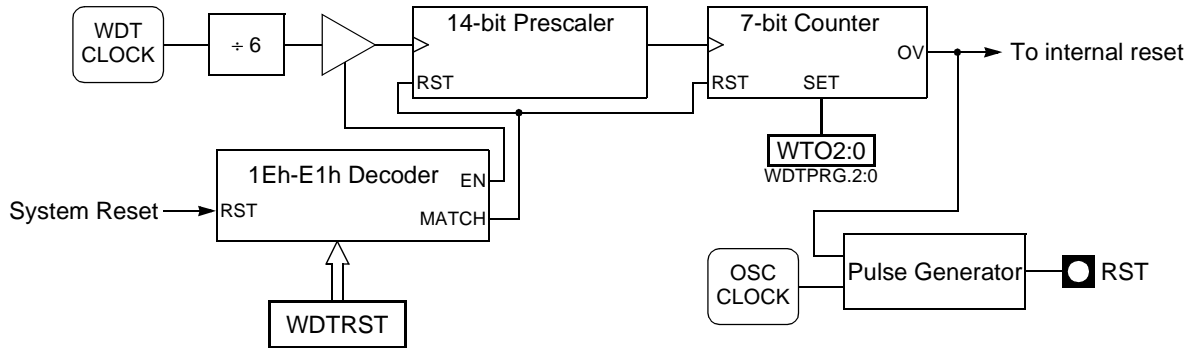 WDT
CLOCK
÷ 6
14-bit Prescaler
RST
7-bit Counter
OV
RST
SET
To internal reset
WTO2:0
WDTPRG.2:0
System Reset
1Eh-E1h Decoder
EN
RST
MATCH
WDTRST
OSC
CLOCK
Pulse Generator
RST